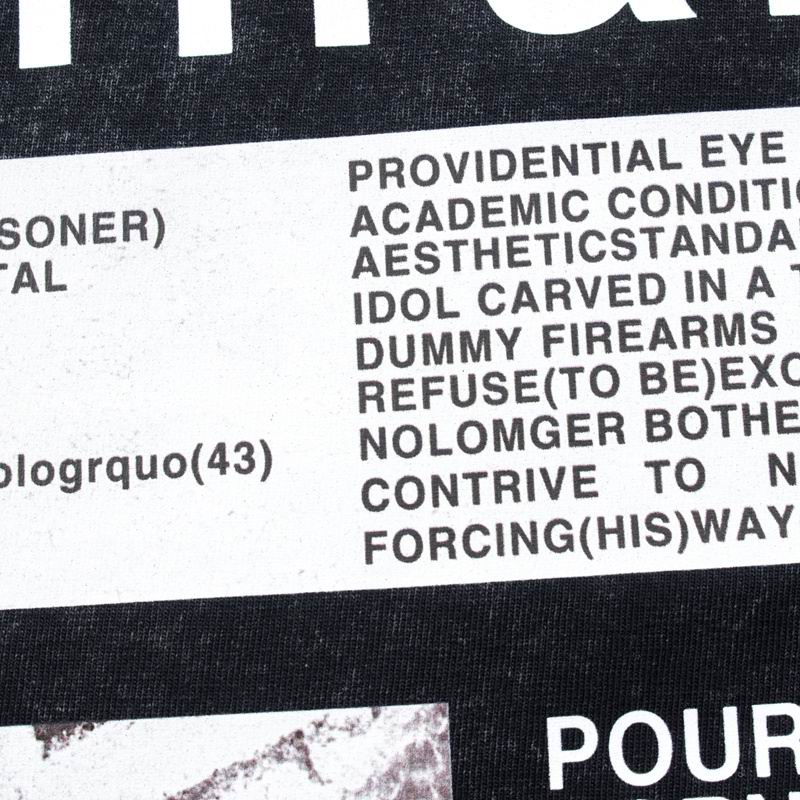 SONER)
TAL
ologrquo(43)
PROVIDENTIAL EYE
ACADEMIC CONDITIO
AESTHETICSTANDA
IDOL CARVED IN A T
DUMMY FIREARMS
REFUSE(TO BE)EXC
NOLOMGER BOTHE
CONTRIVE TO N
FORCING(HIS)WAY
POUR